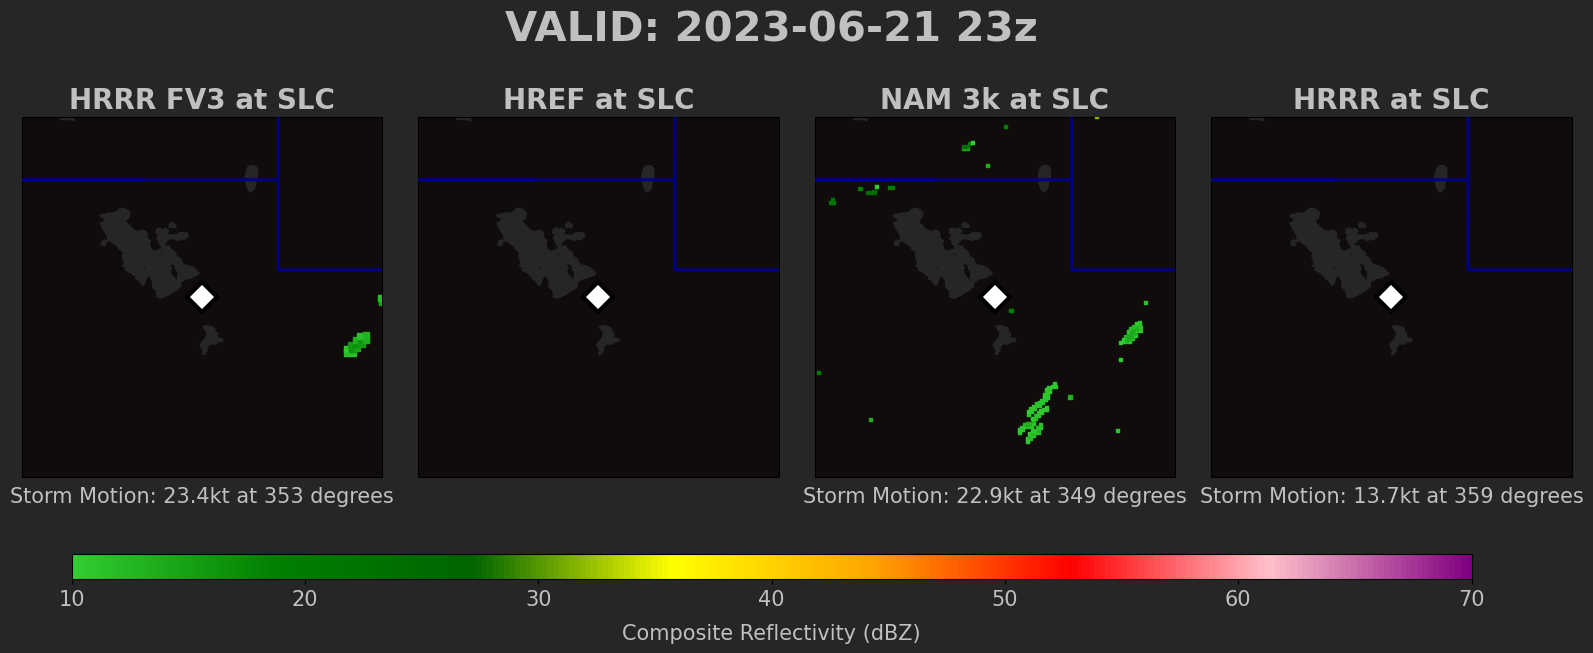 VALID: 2023-06-21 23z
HRRR FV3 at SLC
HREF at SLC
NAM 3k at SLC
HRRR at SLC
Storm Motion: 23.4kt at 353 degrees
Storm Motion: 22.9kt at 349 degrees
Storm Motion: 13.7kt at 359 degrees
10 20 30 40 50 60 70
Composite Reflectivity (dBZ)